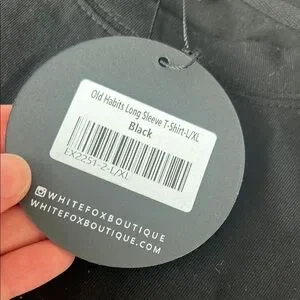 Old Habits Long Sleeve T-Shirt-L/XL
Black
EX2251-2-L/XL
WHITEFOXBOUTIQUE
WHITEFOXBOUTIQUE.COM